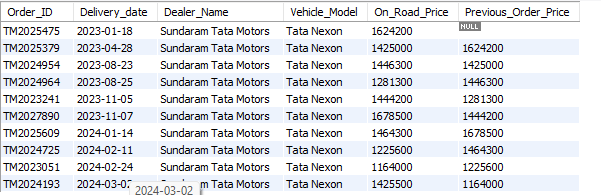 Order_ID Delivery_date Dealer_Name Vehicle_Model On_Road_Price Previous_Order_Price
TM2025475 2023-01-18 Sundaram Tata Motors Tata Nexon 1624200 NULL
TM2025379 2023-04-28 Sundaram Tata Motors Tata Nexon 1425000 1624200
TM2024954 2023-08-23 Sundaram Tata Motors Tata Nexon 1446300 1425000
TM2024964 2023-08-25 Sundaram Tata Motors Tata Nexon 1281300 1446300
TM2023241 2023-11-05 Sundaram Tata Motors Tata Nexon 1444200 1281300
TM2027890 2023-11-07 Sundaram Tata Motors Tata Nexon 1678500 1444200
TM2025609 2024-01-14 Sundaram Tata Motors Tata Nexon 1464300 1678500
TM2024725 2024-02-11 Sundaram Tata Motors Tata Nexon 1225600 1464300
TM2023051 2024-02-24 Sundaram Tata Motors Tata Nexon 1164000 1225600
TM2024193 2024-03-02 Sundaram Tata Motors Tata Nexon 1425500 1164000
2024-03-02